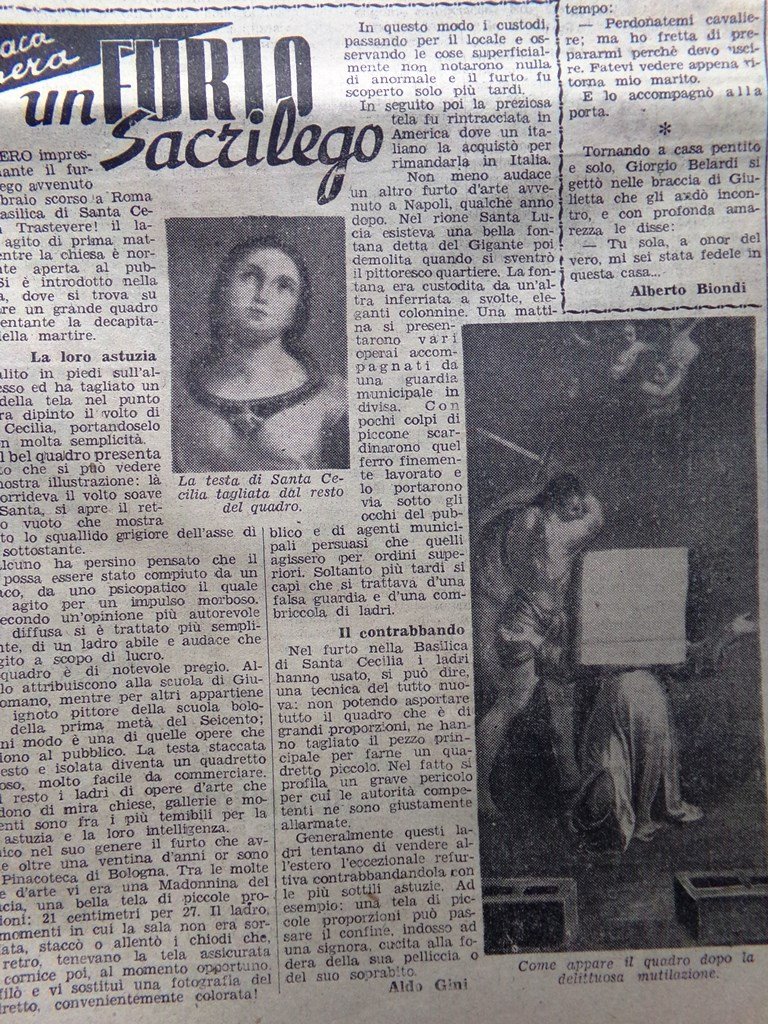 un FURTO
Sacrilego
ERO impres-
ante il fur-
ego avvenuto
braio scorso a Roma
asilica di Santa Ce-
Trastevere! il la-
agito di prima mat-
entre la chiesa è nor-
te aperta al pub-
Si è introdotto nella
a, dove si trova su
re un grande quadro
entante la decapita-
ella martire.
La loro astuzia
alito in piedi sull'al-
esso ed ha tagliato un
della tela nel punto
ra dipinto il volto di
Cecilia, portandoselo
n molta semplicità.
l bel quadro presenta
to che si può vedere
nostra illustrazione: là
orrideva il volto soave
Santa, si apre il ret-
o vuoto che mostra
to lo squallido grigiore dell'asse di
sottostante.
alcuno ha persino pensato che il
possa essere stato compiuto da un
aco, da uno psicopatico il quale
agito per un impulso morboso.
econdo un'opinione più autorevole
diffusa si è trattato più sempli-
nte, di un ladro abile e audace che
gito a scopo di lucro.
quadro è di notevole pregio. Al-
lo attribuiscono alla scuola di Giu-
omano, mentre per altri appartiene
ignoto pittore della scuola bolo-
della prima metà del Seicento;
ni modo è una di quelle opere che
iono al pubblico. La testa staccata
esto e isolata diventa un quadretto
oso, molto facile da commerciare.
l resto i ladri di opere d'arte che
dono di mira chiese, gallerie e mo-
enti sono fra i più temibili per la
astuzia e la loro intelligenza.
nico nel suo genere il furto che av-
e oltre una ventina d'anni or sono
Pinacoteca di Bologna. Tra le molte
e d'arte vi era una Madonnina del
cia, una bella tela di piccole pro-
ioni: 21 centimetri per 27. Il ladro,
momenti in cui la sala non era sor-
ata, staccò o allentò i chiodi che,
retro, tenevano la tela assicurata
cornice poi, al momento opportuno,
filò e vi sostituì una fotografia del
dretto, convenientemente colorata!
La testa di Santa Ce-
cilia tagliata dal resto
del quadro.
In questo modo i custodi,
passando per il locale e os-
servando le cose superficial-
mente non notarono nulla
di anormale e il furto fu
scoperto solo più tardi.
In seguito poi la preziosa
tela fu rintracciata in
America dove un ita-
liano la acquistò per
rimandarla in Italia.
Non meno audace
un altro furto d'arte avve-
nuto a Napoli, qualche anno
dopo. Nel rione Santa Lu-
cia esisteva una bella fon-
tana detta del Gigante poi
demolita quando si sventrò
il pittoresco quartiere. La fon-
tana era custodita da un'al-
tra inferriata a svolte, ele-
ganti colonnine. Una matti-
na si presen-
tarono vari
operai accom-
pagnati da
una guardia
municipale in
divisa. Con
pochi colpi di
piccone scar-
dinarono quel
ferro finemen-
te lavorato e
lo portarono
via sotto gli
occhi del pub-
blico e di agenti munici-
pali persuasi che quelli
agissero per ordini supe-
riori. Soltanto più tardi si
capì che si trattava d'una
falsa guardia e d'una com-
briccola di ladri.
Il contrabbando
Nel furto nella Basilica
di Santa Cecilia i ladri
hanno usato, si può dire,
una tecnica del tutto nuo-
va: non potendo asportare
tutto il quadro che è di
grandi proporzioni, ne han-
no tagliato il pezzo prin-
cipale per farne un qua-
dretto piccolo. Nel fatto si
profila un grave pericolo
per cui le autorità compe-
tenti ne sono giustamente
allarmate.
Generalmente questi la-
dri tentano di vendere al-
l'estero l'eccezionale refur-
tiva contrabbandandola con
le più sottili astuzie. Ad
esempio: una tela di pic-
cole proporzioni può pas-
sare il confine, indosso ad
una signora, cucita alla fo-
dera della sua pelliccia o
del suo soprabito.
Aldo Gini
tempo:
— Perdonatemi cavalie-
re; ma ho fretta di pre-
pararmi perchè devo usci-
re. Fatevi vedere appena ri-
torna mio marito.
E lo accompagnò alla
porta.
*
Tornando a casa pentito
e solo, Giorgio Belardi si
gettò nelle braccia di Giu-
lietta che gli andò incon-
tro, e con profonda ama-
rezza le disse:
— Tu sola, a onor del
vero, mi sei stata fedele in
questa casa...
Alberto Biondi
Come appare il quadro dopo la
delittuosa mutilazione.